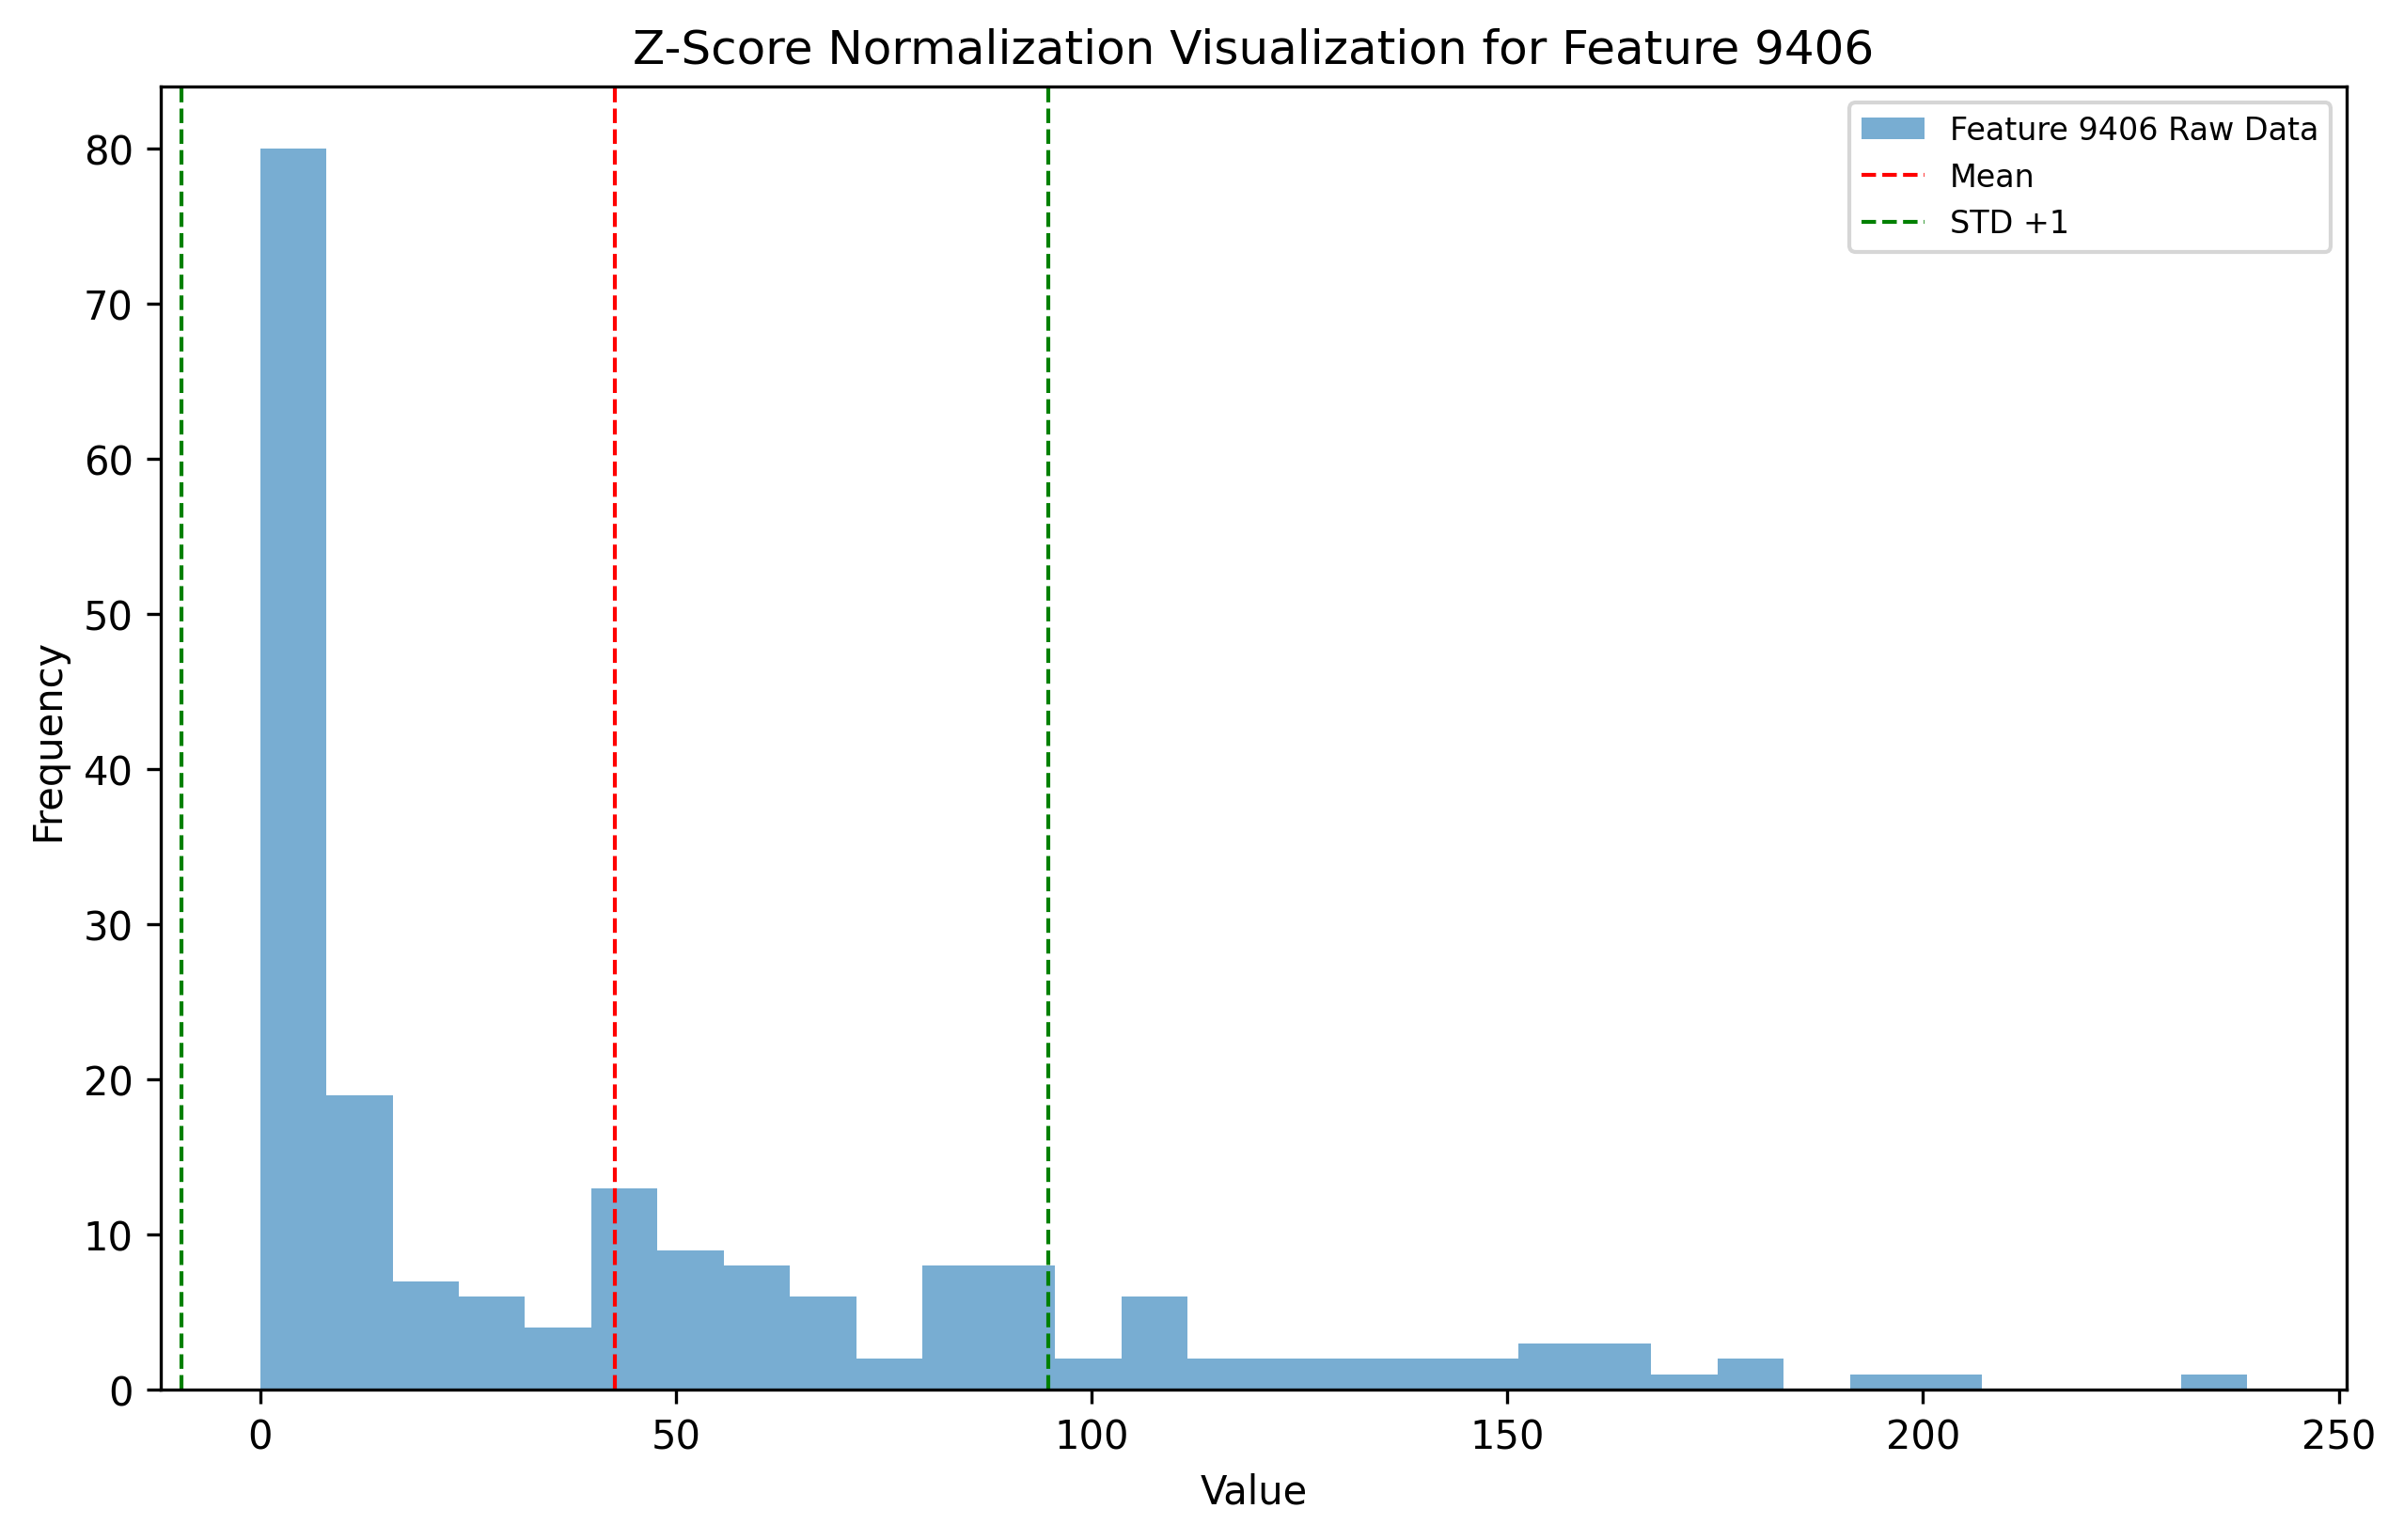 Z-Score Normalization Visualization for Feature 9406
Feature 9406 Raw Data
Mean
STD +1
80
70
60
50
40
30
20
10
0
Frequency
0 50 100 150 200 250
Value